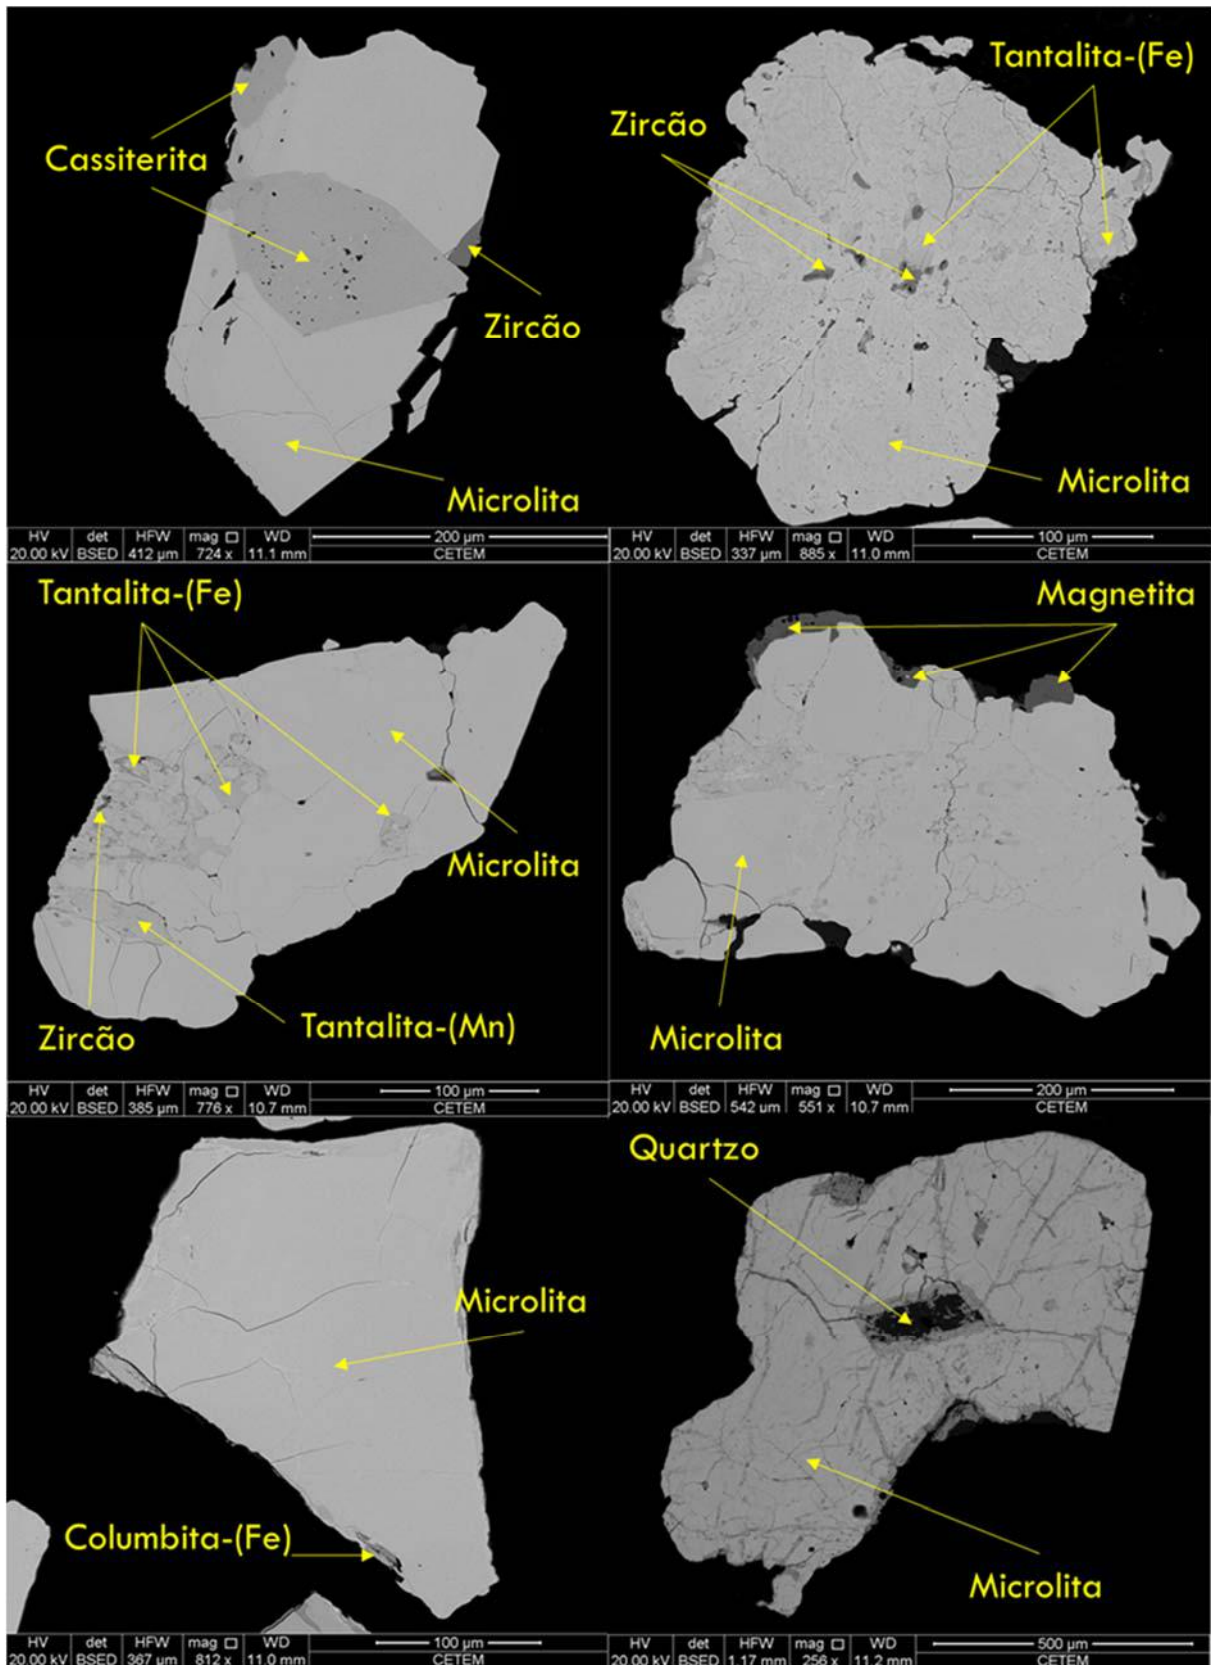 Cassiterita
Zircão
Microlita
HV det HFW mag □ WD 200 µm
20.00 kV BSED 412 µm 724 x 11.1 mm CETEM
Tantalita-(Fe)
Zircão
Microlita
HV det HFW mag □ WD 100 µm
20.00 kV BSED 337 µm 885 x 11.0 mm CETEM
Tantalita-(Fe)
Microlita
Zircão
Tantalita-(Mn)
HV det HFW mag □ WD 100 µm
20.00 kV BSED 385 µm 776 x 10.7 mm CETEM
Magnetita
Microlita
HV det HFW mag □ WD 200 µm
20.00 kV BSED 542 µm 551 x 10.7 mm CETEM
Microlita
Columbita-(Fe)
HV det HFW mag □ WD 100 µm
20.00 kV BSED 367 µm 812 x 11.0 mm CETEM
Quartzo
Microlita
HV det HFW mag □ WD 500 µm
20.00 kV BSED 1.17 mm 256 x 11.2 mm CETEM